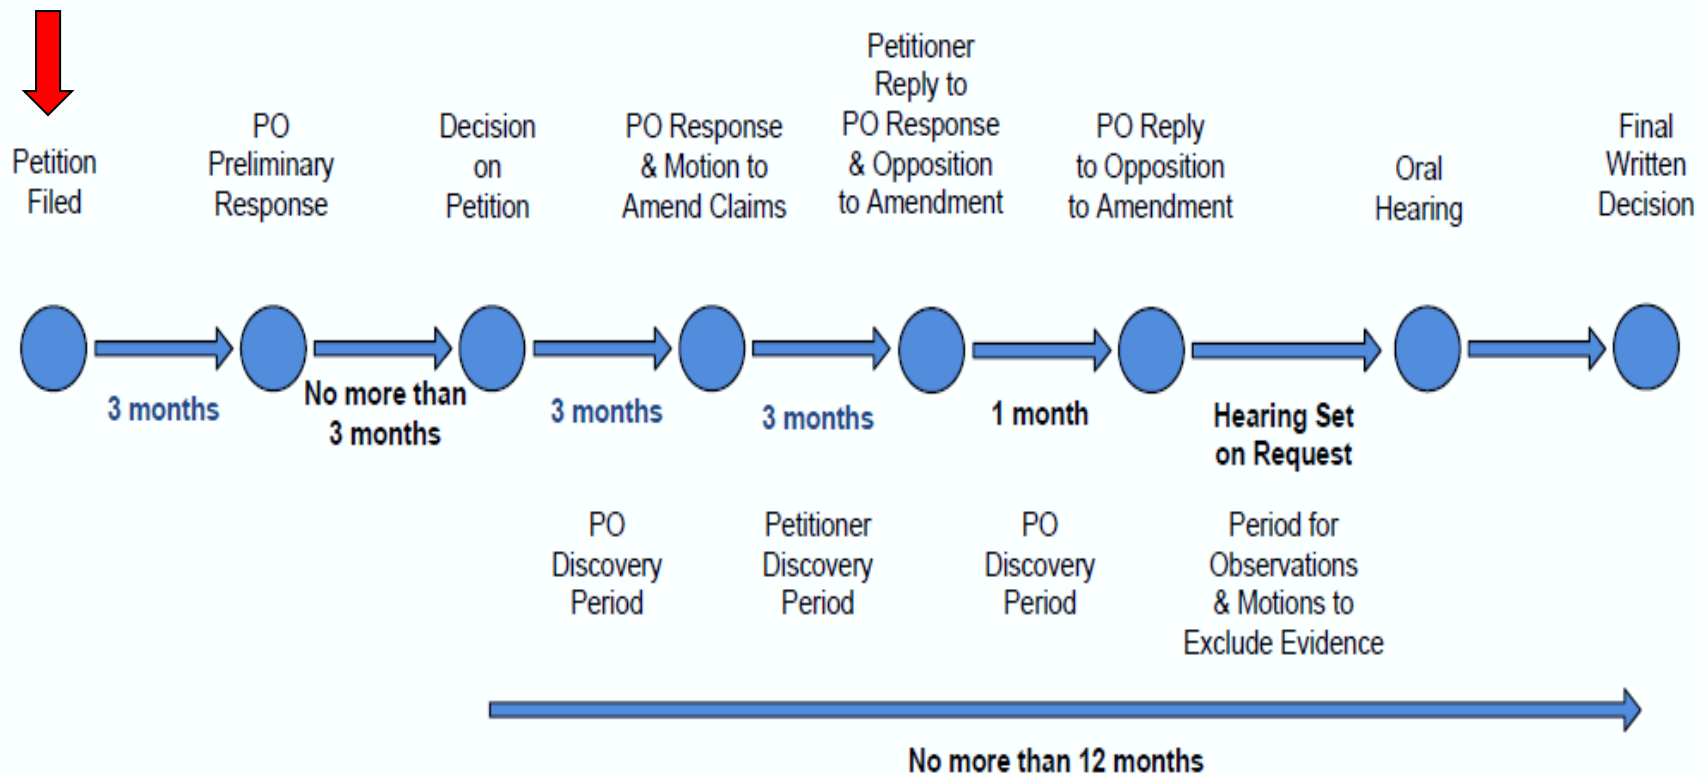 Petition
Filed
PO
Preliminary
Response
Decision
on
Petition
PO Response
& Motion to
Amend Claims
Petitioner
Reply to
PO Response
& Opposition
to Amendment
PO Reply
to Opposition
to Amendment
Oral
Hearing
Final
Written
Decision
3 months
No more than
3 months
3 months
3 months
1 month
Hearing Set
on Request
PO
Discovery
Period
Petitioner
Discovery
Period
PO
Discovery
Period
Period for
Observations
& Motions to
Exclude Evidence
No more than 12 months